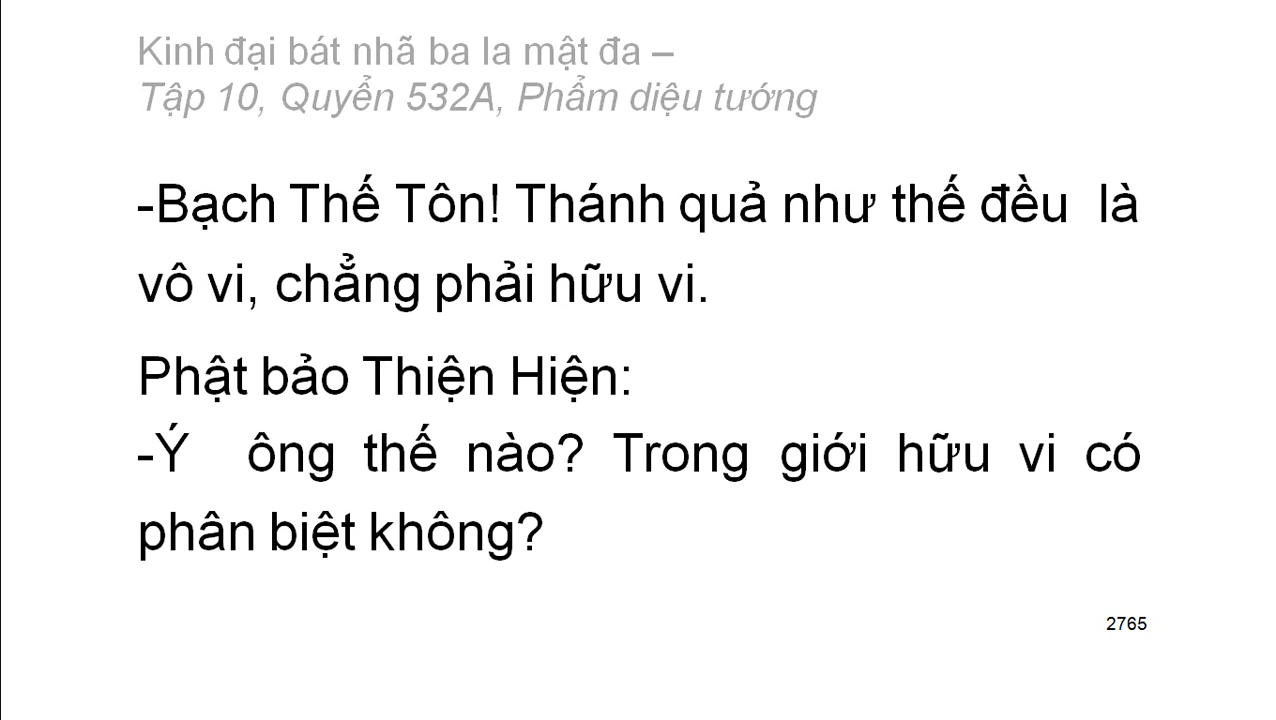 Kinh đại bát nhã ba la mật đa –
Tập 10, Quyển 532A, Phẩm diệu tướng
-Bạch Thế Tôn! Thánh quả như thế đều  là
vô vi, chẳng phải hữu vi.
Phật bảo Thiện Hiện:
-Ý  ông thế nào? Trong giới hữu vi có
phân biệt không?
2765